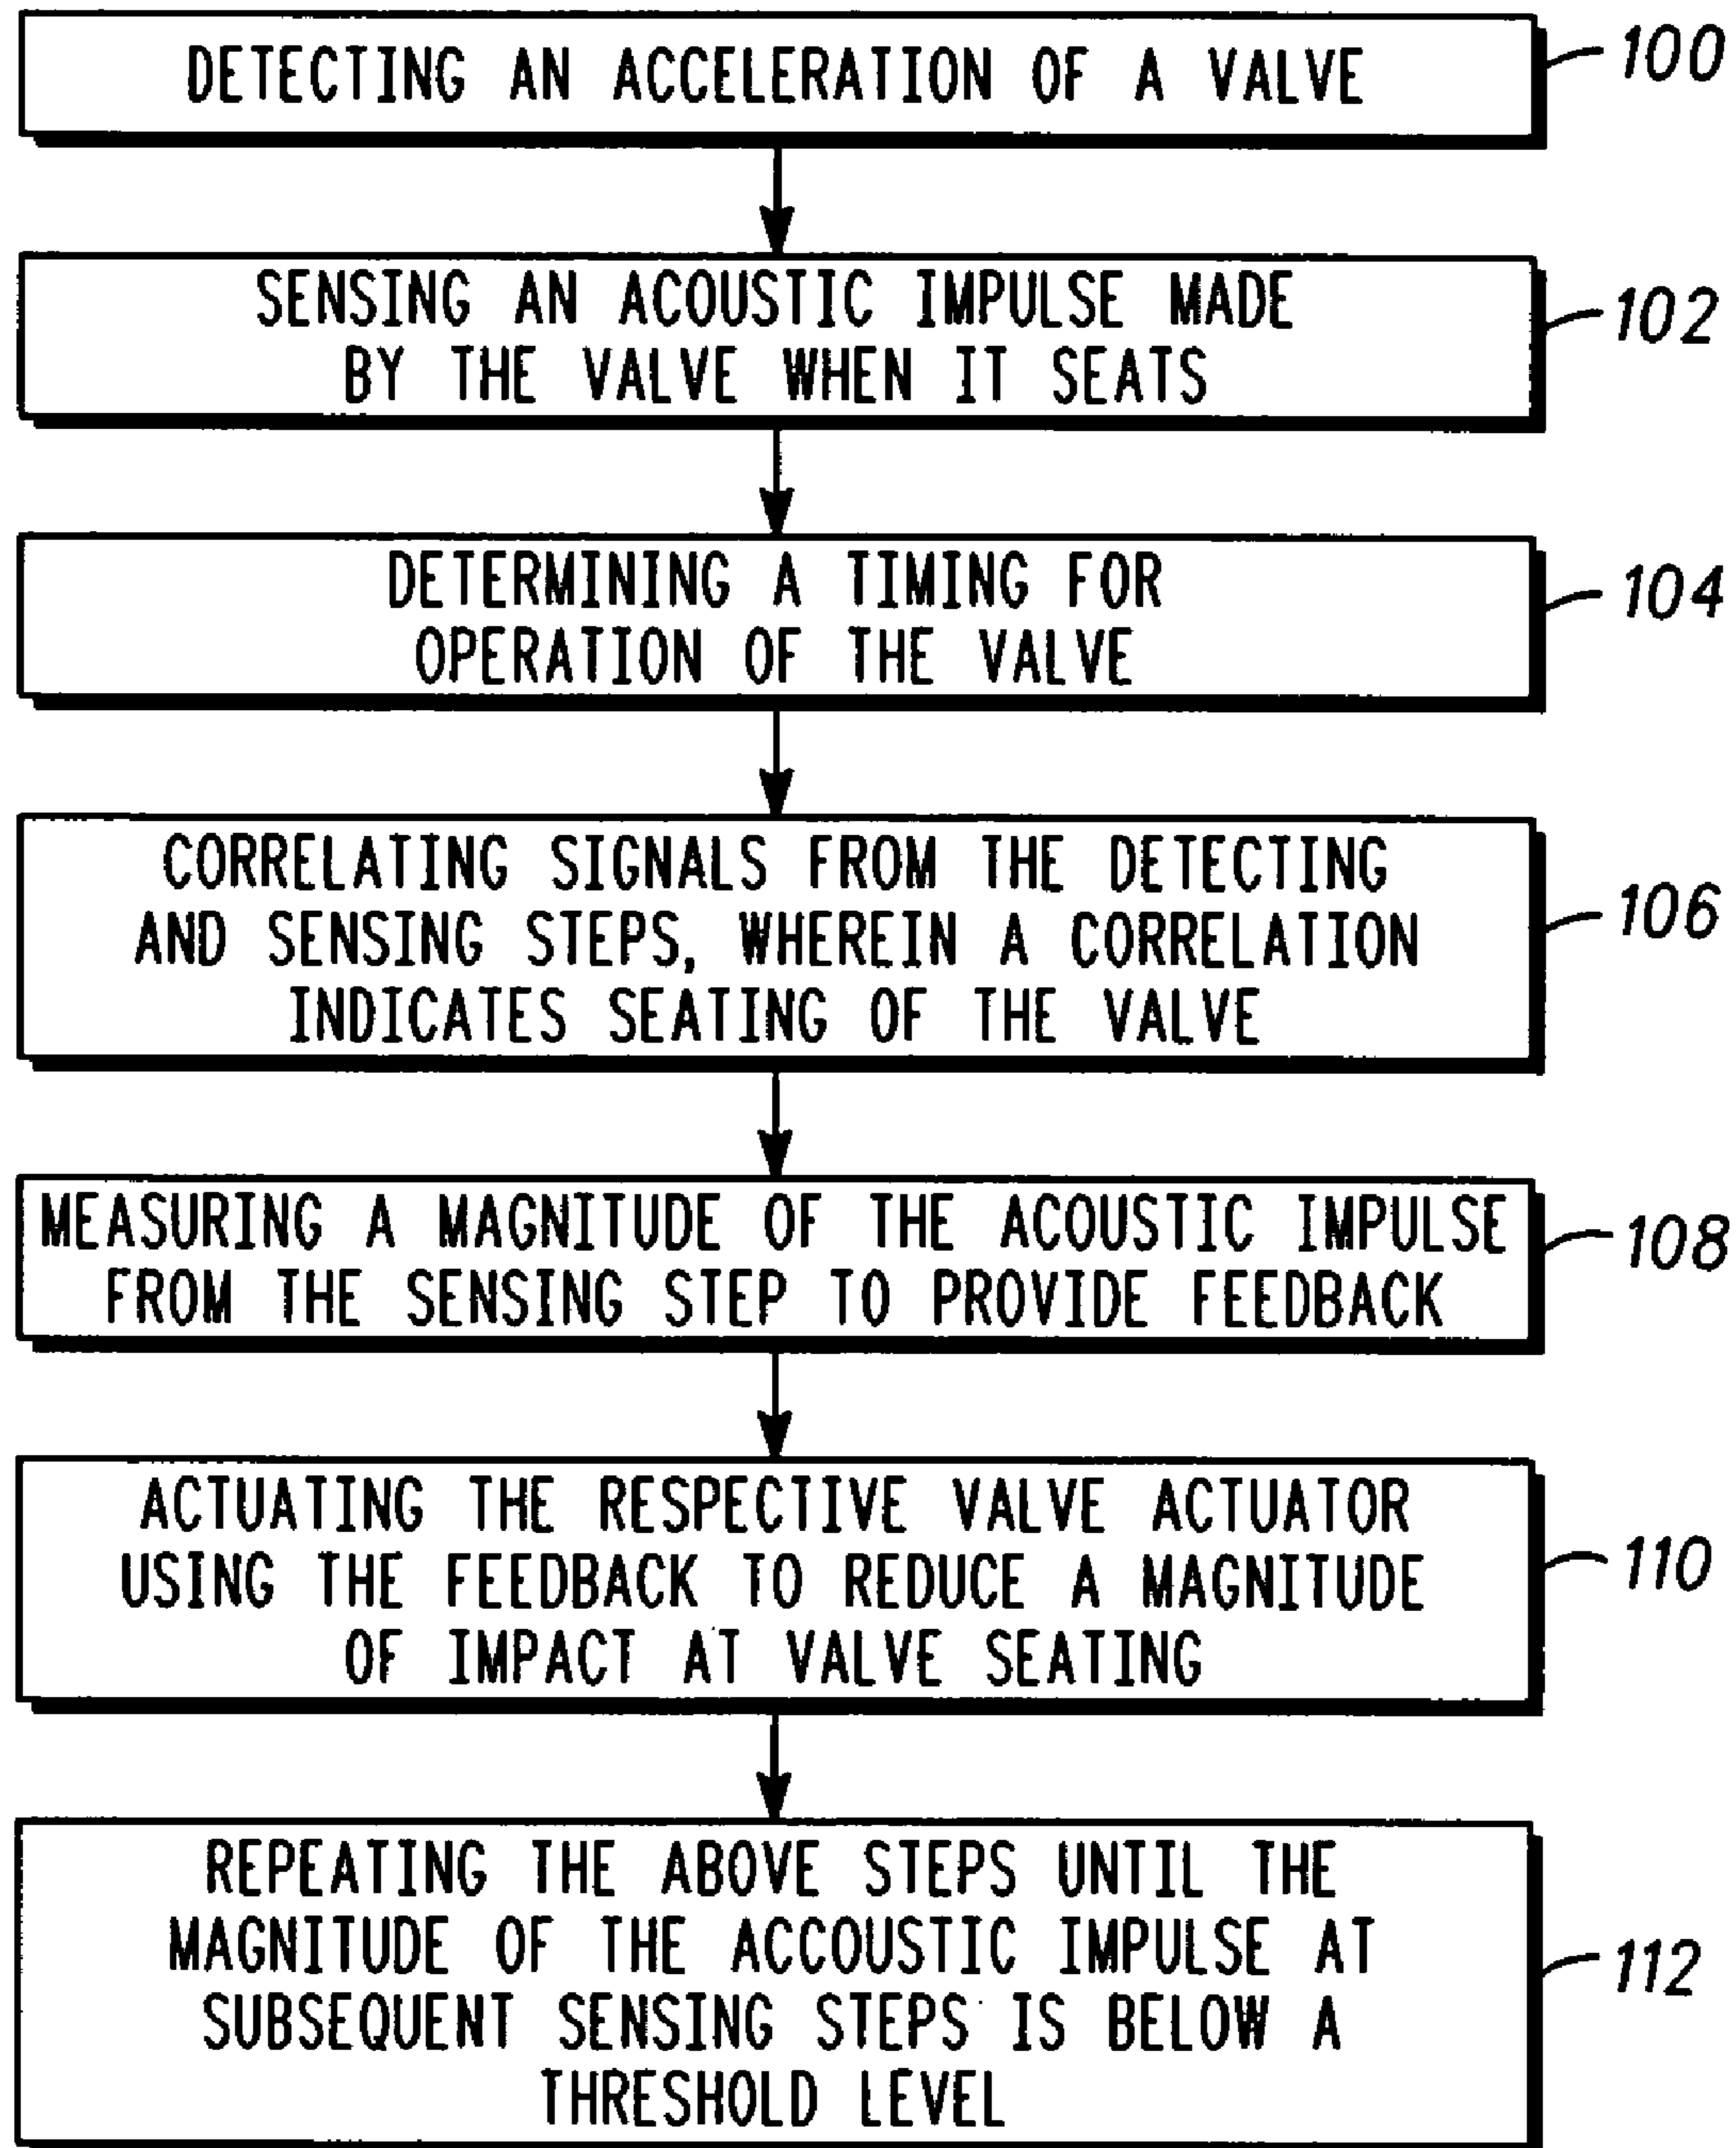 DETECTING AN ACCELERATION OF A VALVE
100
SENSING AN ACOUSTIC IMPULSE MADE
BY THE VALVE WHEN IT SEATS
102
DETERMINING A TIMING FOR
OPERATION OF THE VALVE
104
CORRELATING SIGNALS FROM THE DETECTING
AND SENSING STEPS, WHEREIN A CORRELATION
INDICATES SEATING OF THE VALVE
106
MEASURING A MAGNITUDE OF THE ACOUSTIC IMPULSE
FROM THE SENSING STEP TO PROVIDE FEEDBACK
108
ACTUATING THE RESPECTIVE VALVE ACTUATOR
USING THE FEEDBACK TO REDUCE A MAGNITUDE
OF IMPACT AT VALVE SEATING
110
REPEATING THE ABOVE STEPS UNTIL THE
MAGNITUDE OF THE ACCOUSTIC IMPULSE AT
SUBSEQUENT SENSING STEPS IS BELOW A
THRESHOLD LEVEL
112